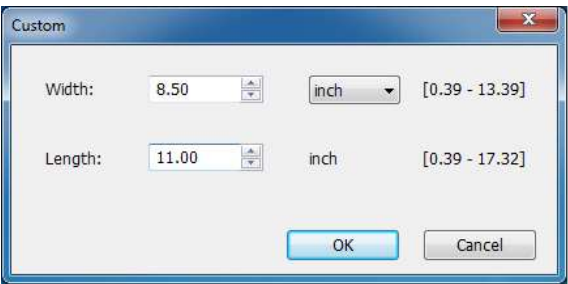 Custom
Width: 8.50 inch [0.39 - 13.39]
Length: 11.00 inch [0.39 - 17.32]
OK Cancel